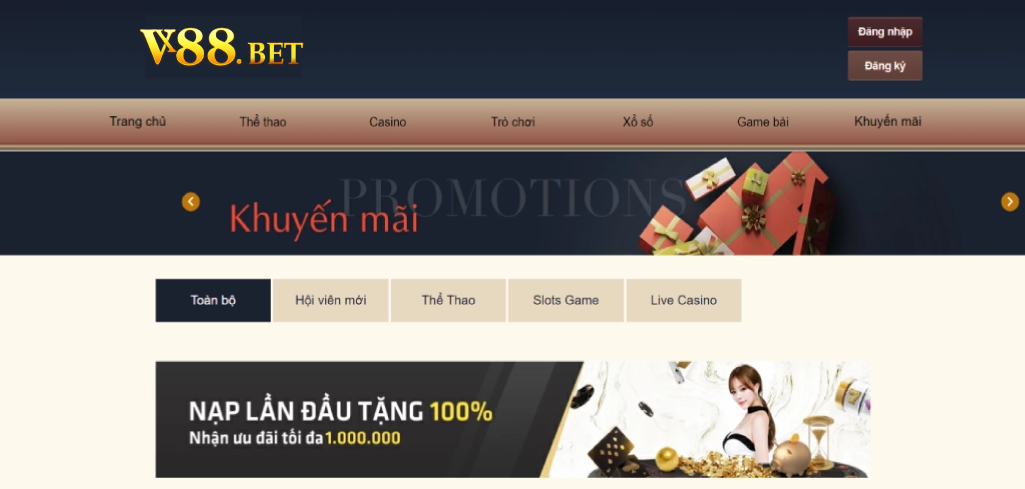 VX88.BET
Đăng nhập
Đăng ký
Trang chủ Thể thao Casino Trò chơi Xổ số Game bài Khuyến mãi
PROMOTIONS
Khuyến mãi
Toàn bộ Hội viên mới Thể Thao Slots Game Live Casino
NẠP LẦN ĐẦU TẶNG 100%
Nhận ưu đãi tối đa 1.000.000